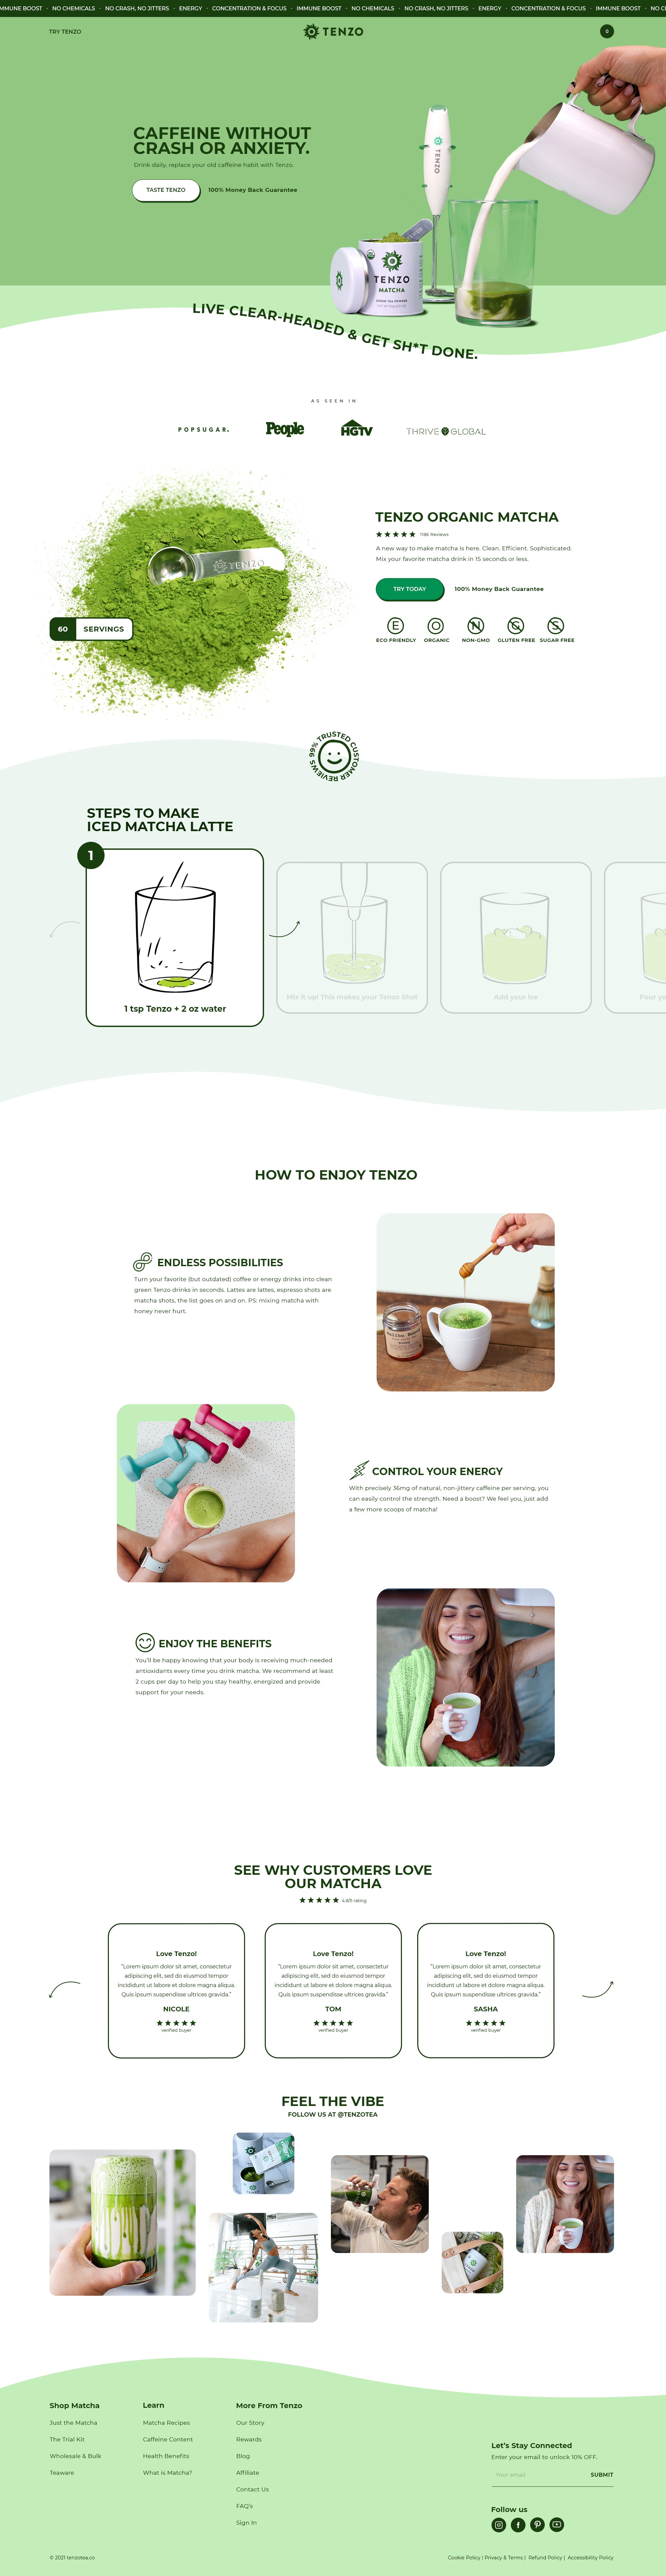 IMMUNE BOOST · NO CHEMICALS · NO CRASH, NO JITTERS · ENERGY · CONCENTRATION & FOCUS · IMMUNE BOOST · NO CHEMICALS · NO CRASH, NO JITTERS · ENERGY · CONCENTRATION & FOCUS · IMMUNE BOOST · NO
TRY TENZO
TENZO
0
CAFFEINE WITHOUT
CRASH OR ANXIETY.
Drink daily, replace your old caffeine habit with Tenzo.
TASTE TENZO
100% Money Back Guarantee
TENZO
TENZO
MATCHA
LIVE CLEAR-HEADED & GET SH*T DONE.
AS SEEN IN
POPSUGAR.
People
HGTV
THRIVE GLOBAL
TENZO ORGANIC MATCHA
1186 Reviews
A new way to make matcha is here. Clean. Efficient. Sophisticated.
Mix your favorite matcha drink in 15 seconds or less.
TENZO
TRY TODAY
100% Money Back Guarantee
60 SERVINGS
E O N G S
ECO FRIENDLY ORGANIC NON-GMO GLUTEN FREE SUGAR FREE
99% TRUSTED CUSTOMER REVIEWS
STEPS TO MAKE
ICED MATCHA LATTE
1
1 tsp Tenzo + 2 oz water
Mix it up! This makes your Tenzo Shot
Add your ice
Pour yo
HOW TO ENJOY TENZO
ENDLESS POSSIBILITIES
Turn your favorite (but outdated) coffee or energy drinks into clean
green Tenzo drinks in seconds. Lattes are lattes, espresso shots are
matcha shots, the list goes on and on. PS: mixing matcha with
honey never hurt.
CONTROL YOUR ENERGY
With precisely 36mg of natural, non-jittery caffeine per serving, you
can easily control the strength. Need a boost? We feel you, just add
a few more scoops of matcha!
ENJOY THE BENEFITS
You'll be happy knowing that your body is receiving much-needed
antioxidants every time you drink matcha. We recommend at least
2 cups per day to help you stay healthy, energized and provide
support for your needs.
SEE WHY CUSTOMERS LOVE
OUR MATCHA
4.8/5 rating
Love Tenzo!
"Lorem ipsum dolor sit amet, consectetur
adipiscing elit, sed do eiusmod tempor
incididunt ut labore et dolore magna aliqua.
Quis ipsum suspendisse ultrices gravida."
NICOLE
verified buyer
Love Tenzo!
"Lorem ipsum dolor sit amet, consectetur
adipiscing elit, sed do eiusmod tempor
incididunt ut labore et dolore magna aliqua.
Quis ipsum suspendisse ultrices gravida."
TOM
verified buyer
Love Tenzo!
"Lorem ipsum dolor sit amet, consectetur
adipiscing elit, sed do eiusmod tempor
incididunt ut labore et dolore magna aliqua.
Quis ipsum suspendisse ultrices gravida."
SASHA
verified buyer
FEEL THE VIBE
FOLLOW US AT @TENZOTEA
Shop Matcha
Just the Matcha
The Trial Kit
Wholesale & Bulk
Teaware
Learn
Matcha Recipes
Caffeine Content
Health Benefits
What is Matcha?
More From Tenzo
Our Story
Rewards
Blog
Affiliate
Contact Us
FAQ's
Sign In
Let's Stay Connected
Enter your email to unlock 10% OFF.
Your email
SUBMIT
Follow us
© 2021 tenzotea.co
Cookie Policy | Privacy & Terms | Refund Policy | Accessibility Policy